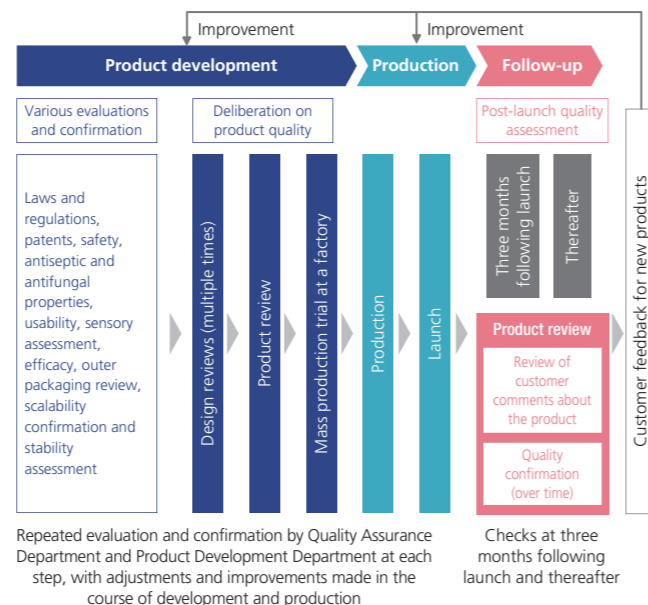 Improvement
Improvement
Product development
Production
Follow-up
Various evaluations
and confirmation
Deliberation on
product quality
Post-launch quality
assessment
Laws and
regulations,
patents, safety,
antiseptic and
antifungal
properties,
usability, sensory
assessment,
efficacy, outer
packaging review,
scalability
confirmation and
stability
assessment
Design reviews (multiple times)
Product review
Mass production trial at a factory
Production
Launch
Three months
following launch
Thereafter
Product review
Review of
customer
comments about
the product
Quality
confirmation
(over time)
Customer feedback for new products
Repeated evaluation and confirmation by Quality Assurance
Department and Product Development Department at each
step, with adjustments and improvements made in the
course of development and production
Checks at three
months following
launch and thereafter